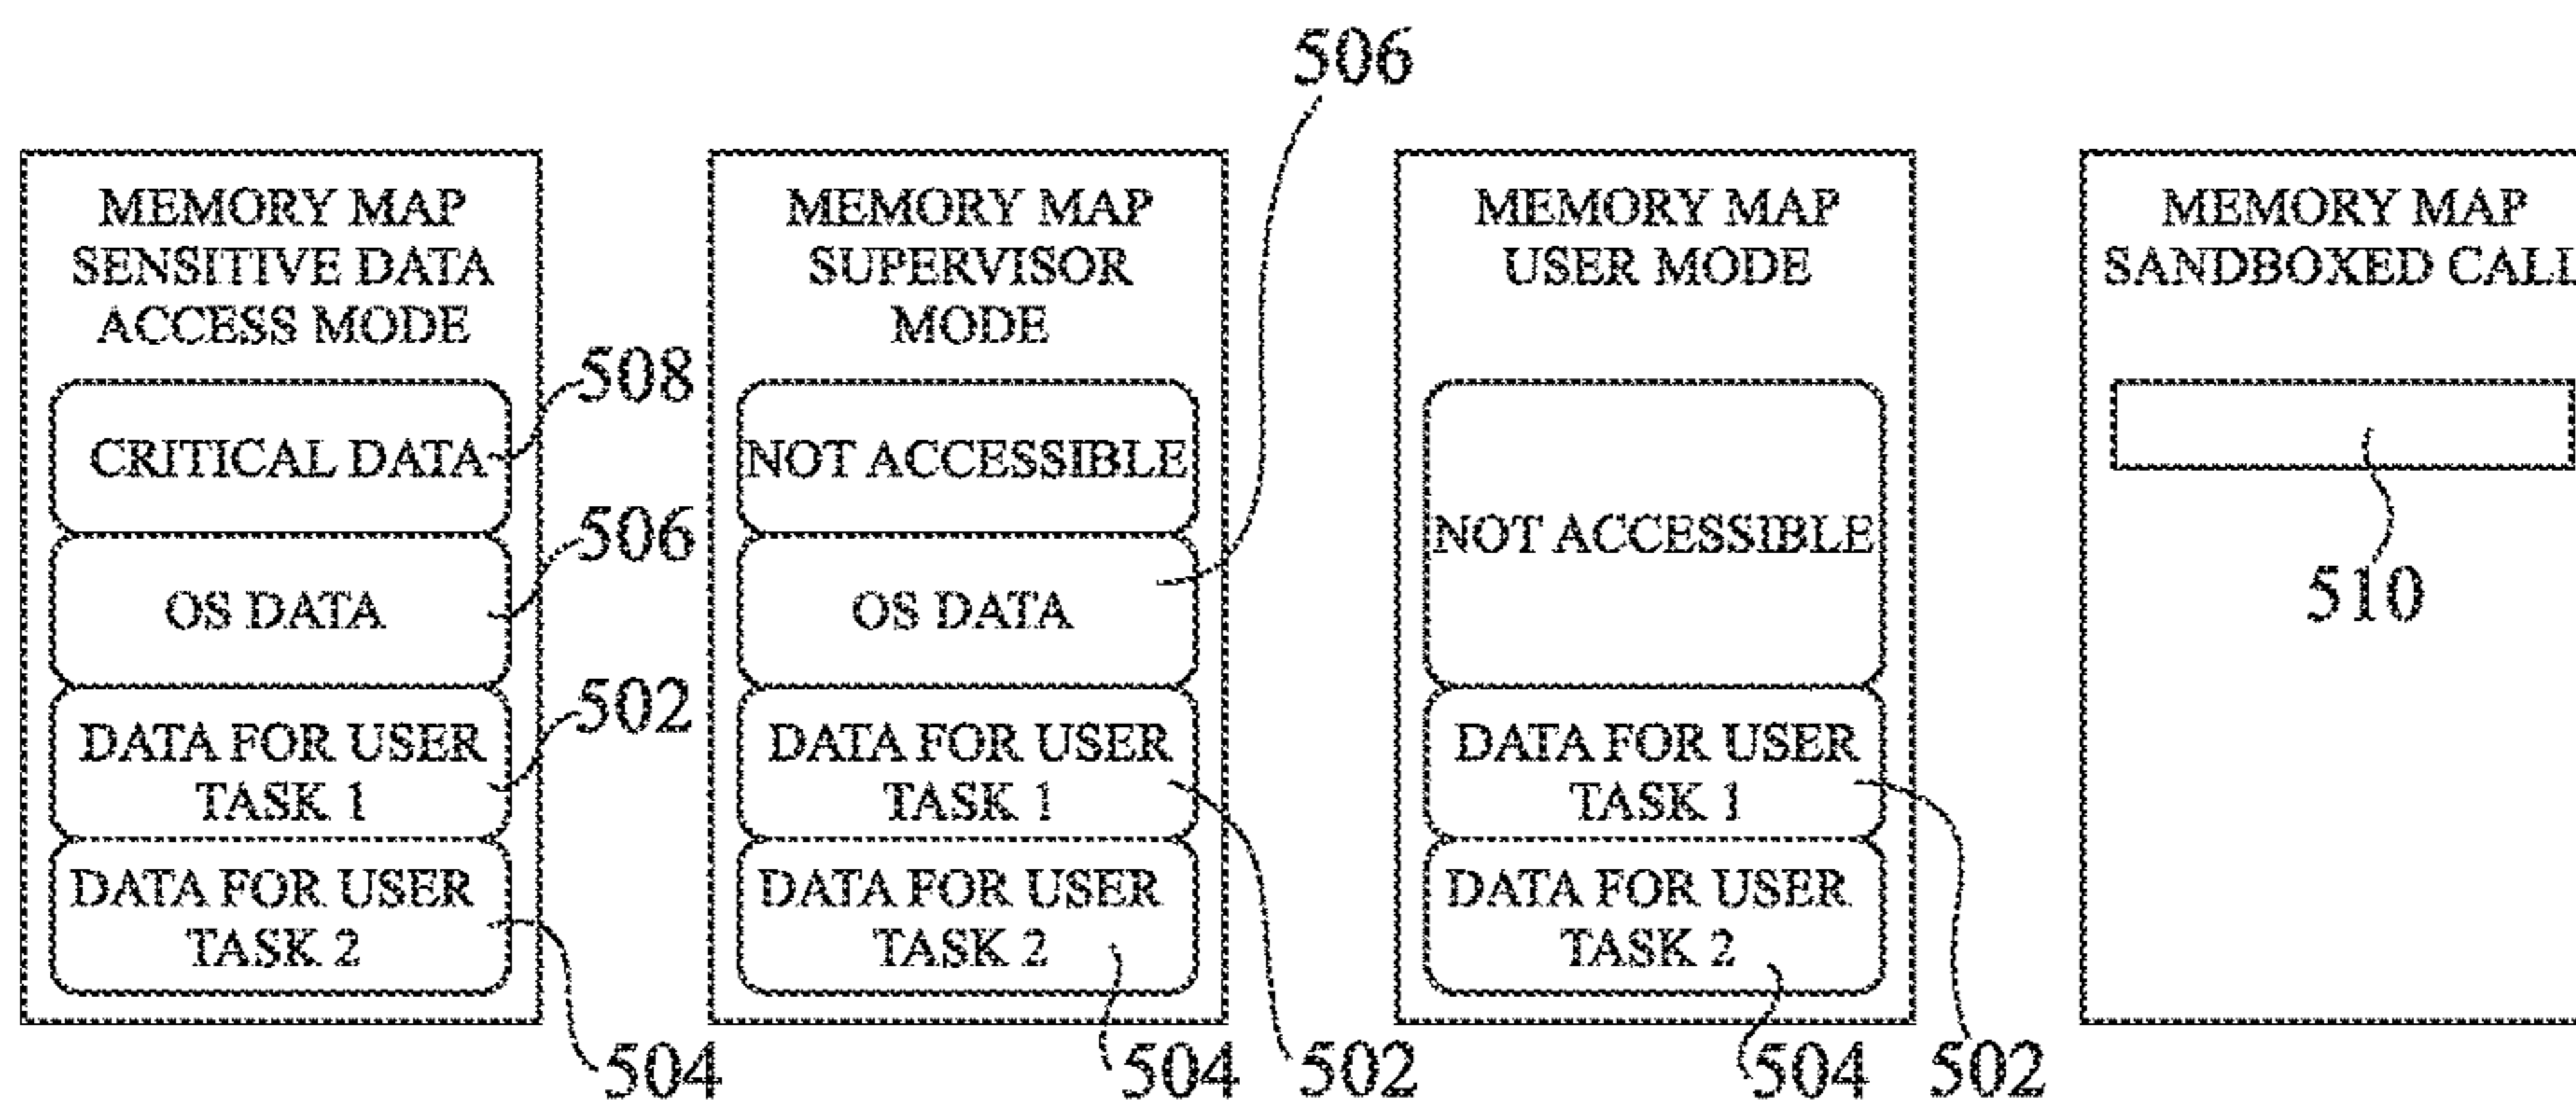 506
MEMORY MAP
SENSITIVE DATA
ACCESS MODE
508
CRITICAL DATA
506
OS DATA
502
DATA FOR USER
TASK 1
DATA FOR USER
TASK 2
504
MEMORY MAP
SUPERVISOR
MODE
NOT ACCESSIBLE
OS DATA
DATA FOR USER
TASK 1
DATA FOR USER
TASK 2
504
502
MEMORY MAP
USER MODE
NOT ACCESSIBLE
DATA FOR USER
TASK 1
DATA FOR USER
TASK 2
504
502
MEMORY MAP
SANDBOXED CALL
510